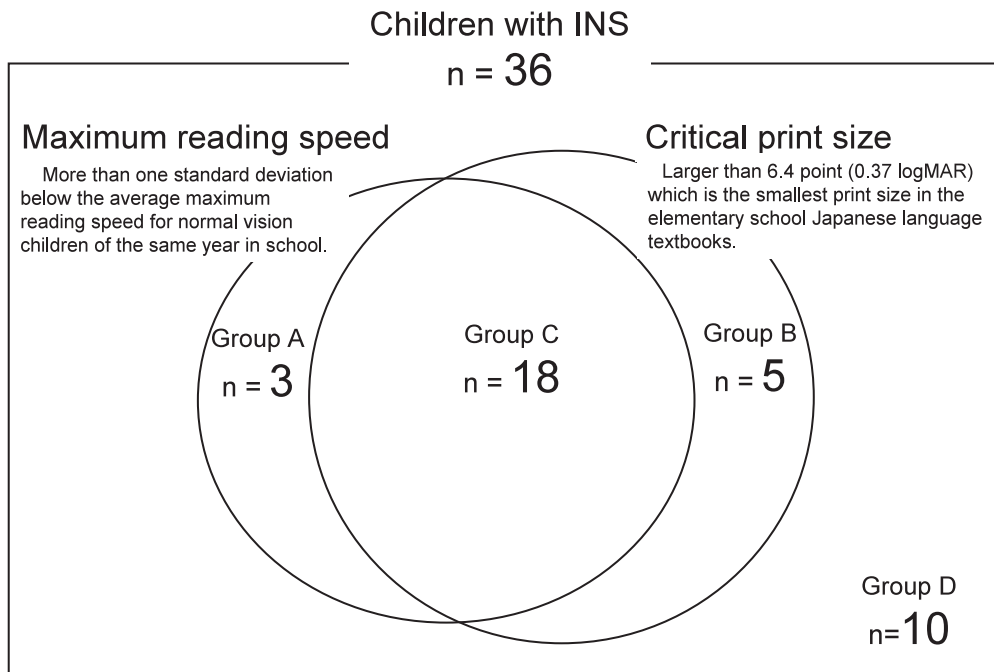 Children with INS
n = 36
Maximum reading speed
More than one standard deviation
below the average maximum
reading speed for normal vision
children of the same year in school.
Critical print size
Larger than 6.4 point (0.37 logMAR)
which is the smallest print size in the
elementary school Japanese language
textbooks.
Group A
n = 3
Group C
n = 18
Group B
n = 5
Group D
n=10